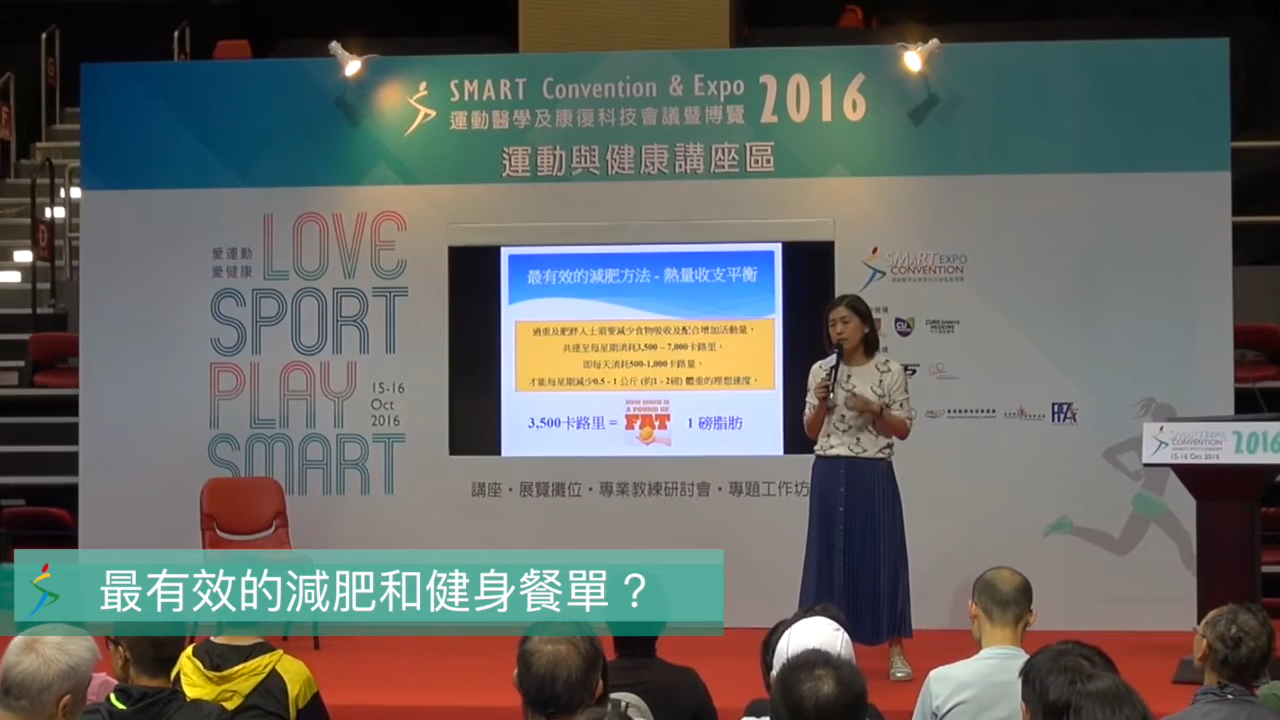 SMART Convention & Expo 2016
運動醫學及康復科技會議暨博覽
運動與健康講座區
愛運動
愛健康
LOVE
SPORT
PLAY
SMART
15-16
Oct
2016
最有效的減肥方法 - 熱量收支平衡
過重及肥胖人士須要減少食物吸收及配合增加活動量，
共達至每星期消耗3,500 – 7,000卡路里，
即每天消耗500-1,000卡路量，
才能每星期減少0.5 - 1 公斤 (約1 - 2磅) 體重的理想速度。
3,500卡路里 =
HOW MUCH IS
A POUND OF
FAT
1 磅脂肪
講座・展覽攤位・專業教練研討會・專題工作坊
SMART EXPO
CONVENTION
CU
SMART EXPO
CONVENTION
2016
15-16 Oct 2016
最有效的減肥和健身餐單？